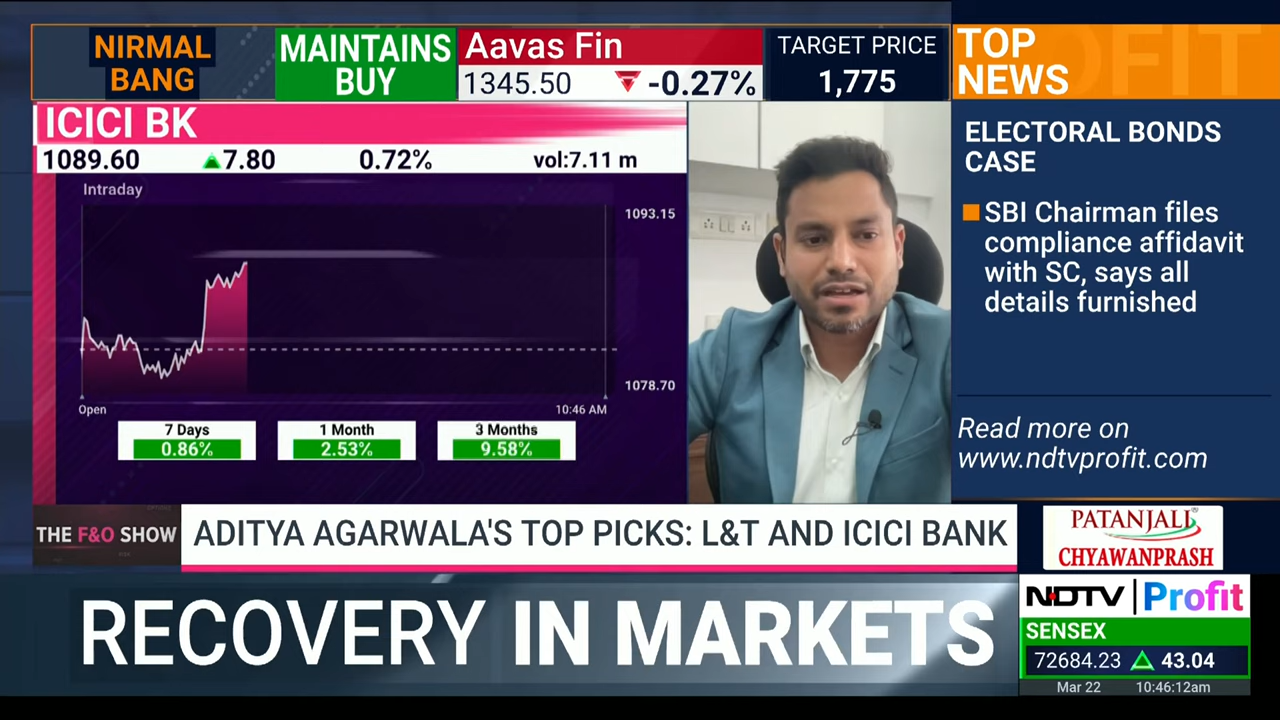 NIRMAL
BANG
MAINTAINS
BUY
Aavas Fin
1345.50 ▼ -0.27%
TARGET PRICE
1,775
TOP
NEWS
ICICI BK
1089.60 ▲7.80 0.72% vol:7.11 m
Intraday
1093.15
1078.70
Open 10:46 AM
7 Days
0.86%
1 Month
2.53%
3 Months
9.58%
ELECTORAL BONDS
CASE
SBI Chairman files
compliance affidavit
with SC, says all
details furnished
Read more on
www.ndtvprofit.com
THE F&O SHOW
ADITYA AGARWALA'S TOP PICKS: L&T AND ICICI BANK
PATANJALI
CHYAWANPRASH
RECOVERY IN MARKETS
NDTV Profit
SENSEX
72684.23 ▲ 43.04
Mar 22 10:46:12am